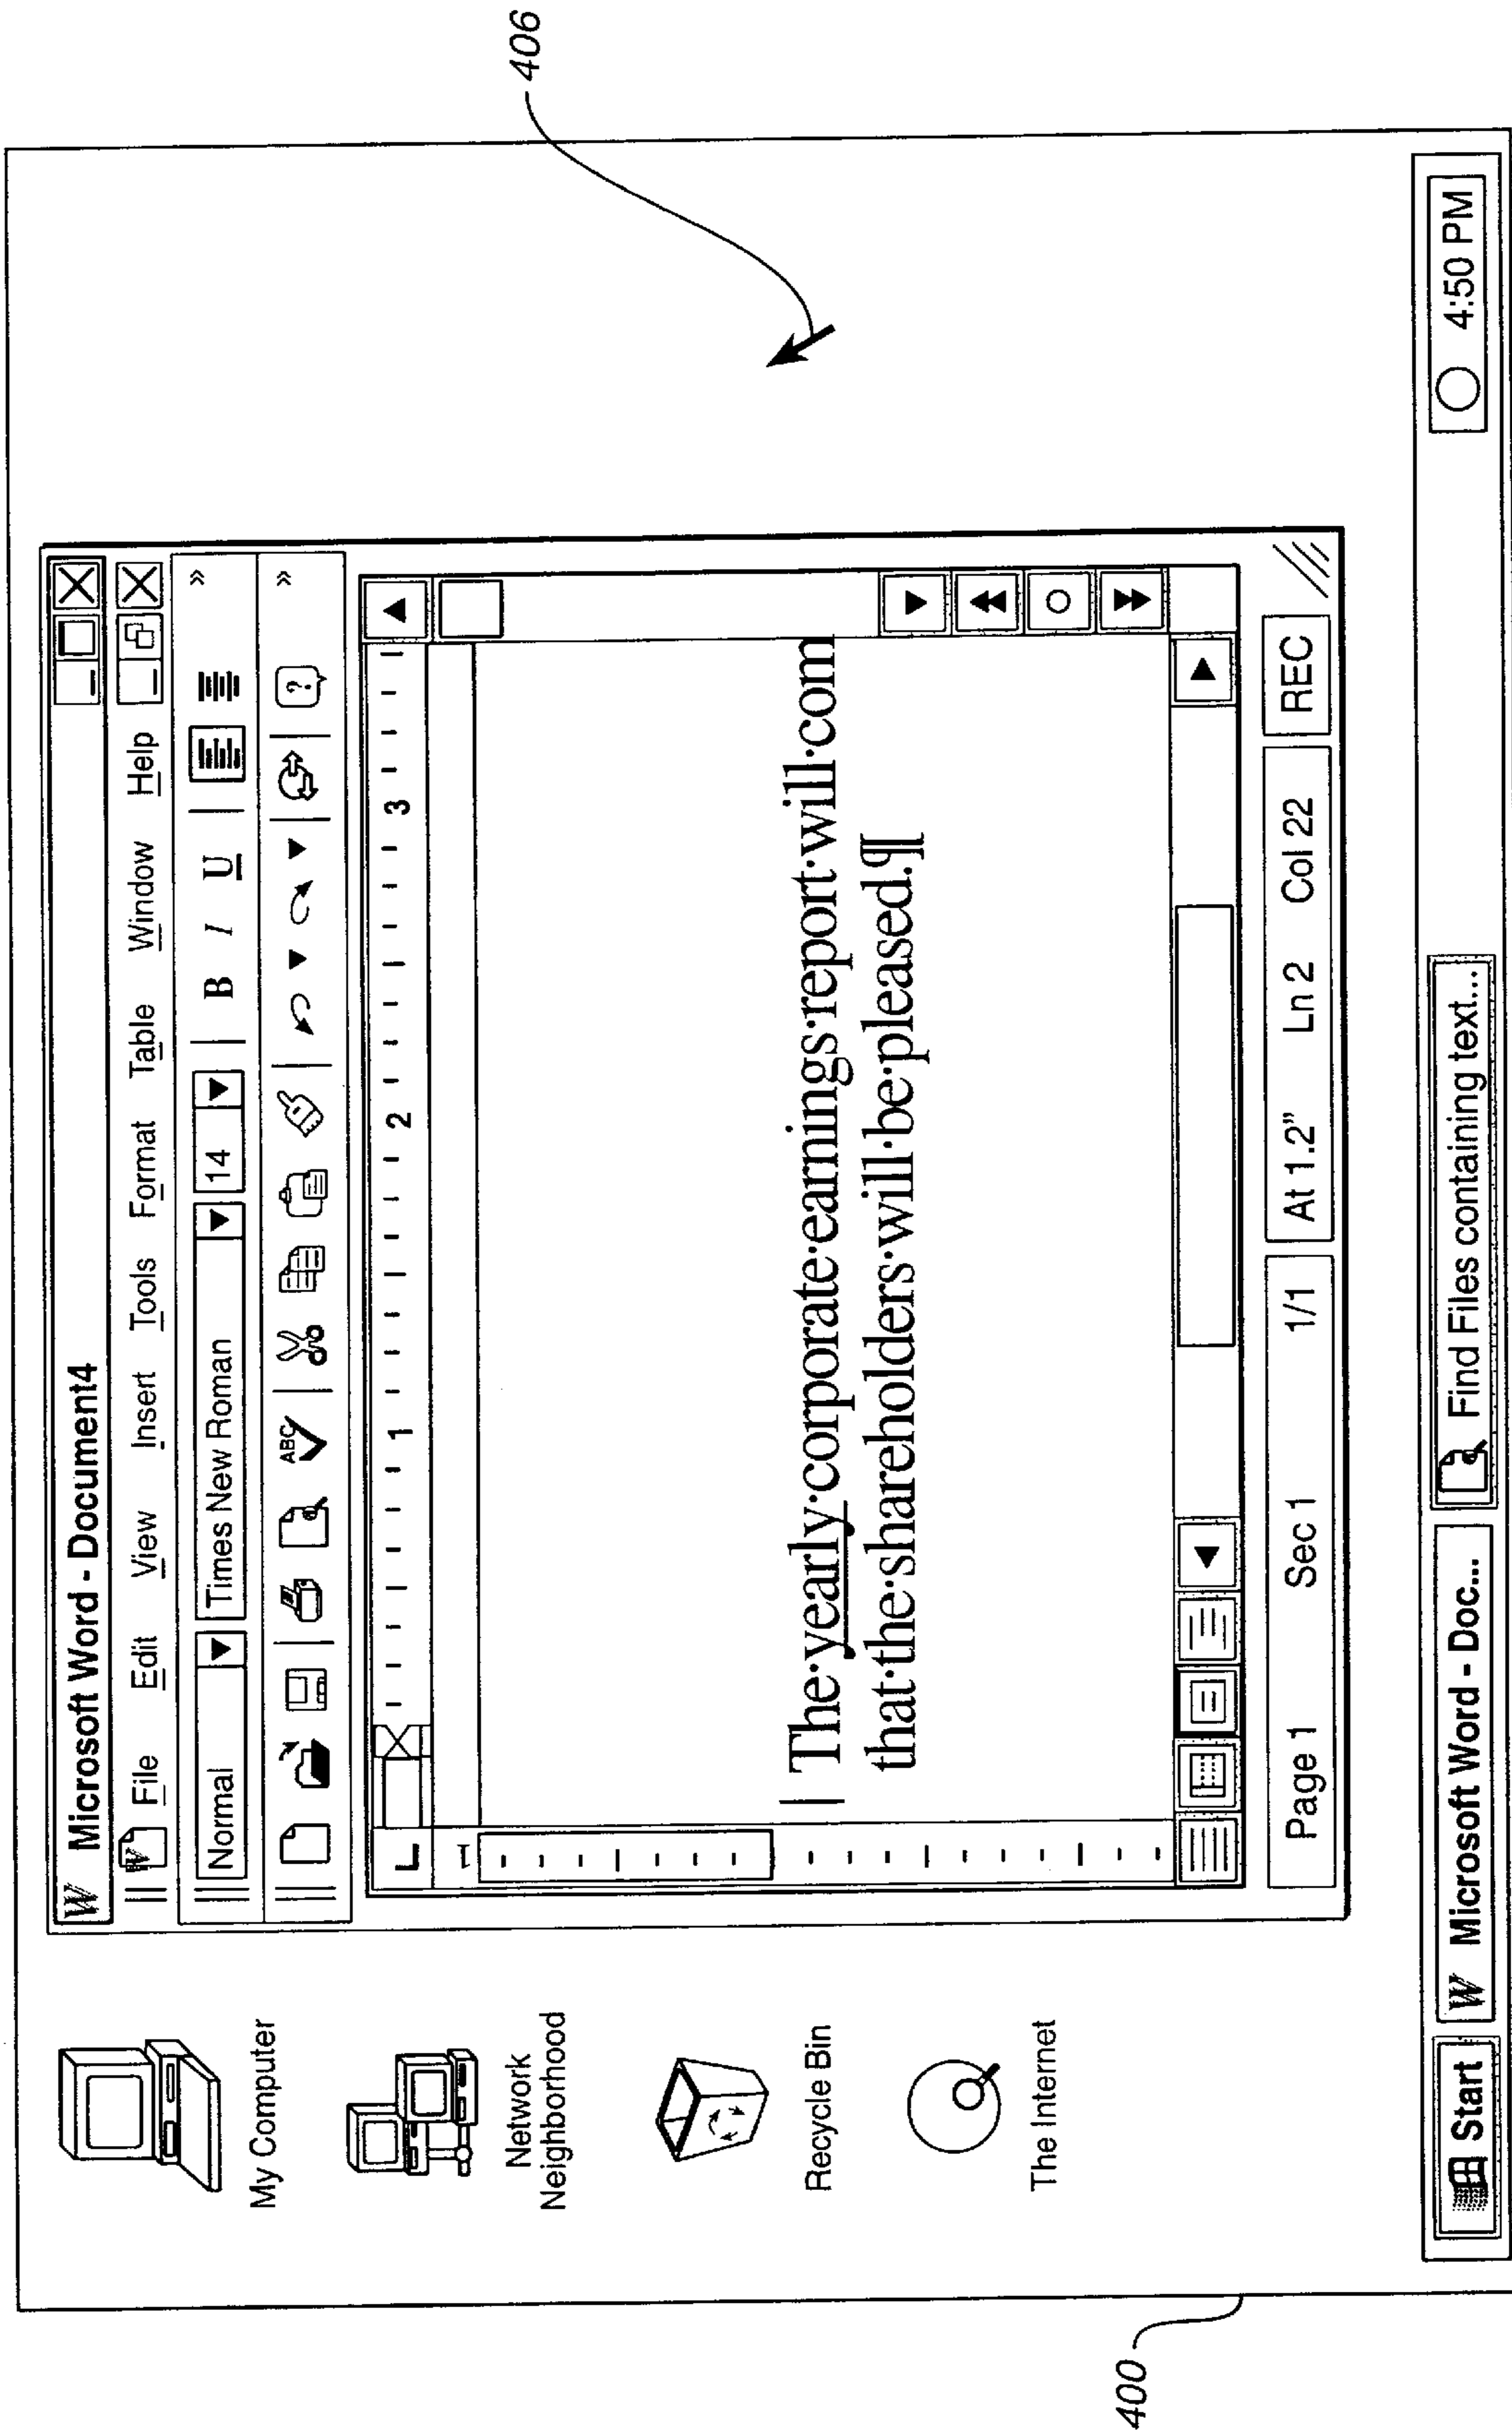 406
W Microsoft Word - Document4
W File Edit View Insert Tools Format Table Window Help
Normal Times New Roman 14 B I U »
ABC ? »
L 1 2 3
1
The·yearly·corporate·earnings·report·will·com
that·the·shareholders·will·be·pleased.¶
Page 1 Sec 1 1/1 At 1.2” Ln 2 Col 22 REC
My Computer
Network
Neighborhood
Recycle Bin
The Internet
Start W Microsoft Word - Doc... Find Files containing text... 4:50 PM
400